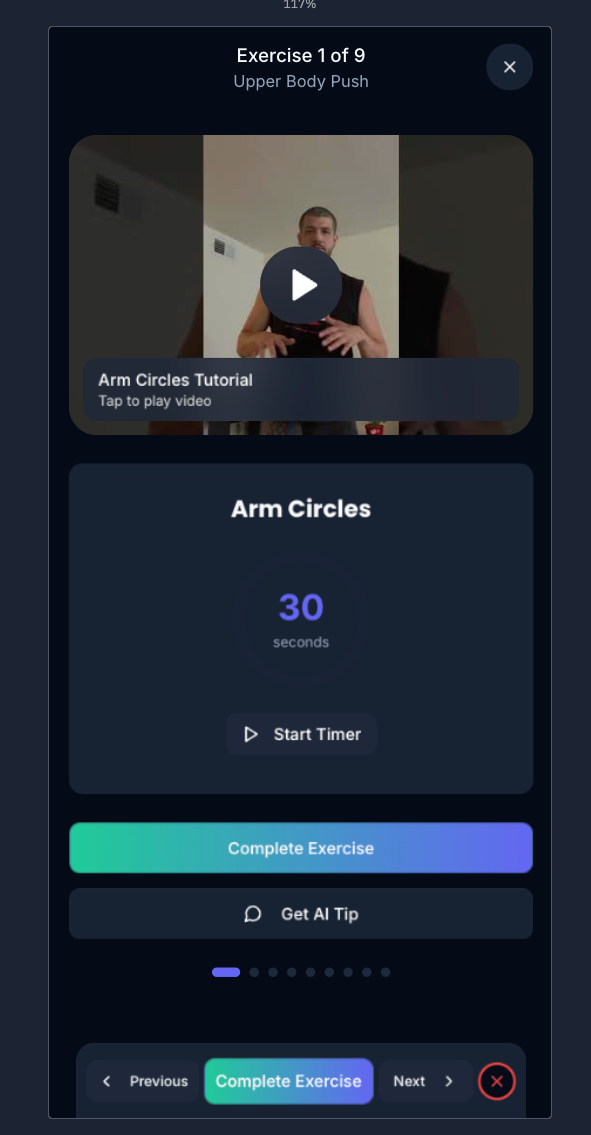 117%
Exercise 1 of 9
Upper Body Push
Arm Circles Tutorial
Tap to play video
Arm Circles
30
seconds
Start Timer
Complete Exercise
Get AI Tip
Previous
Complete Exercise
Next